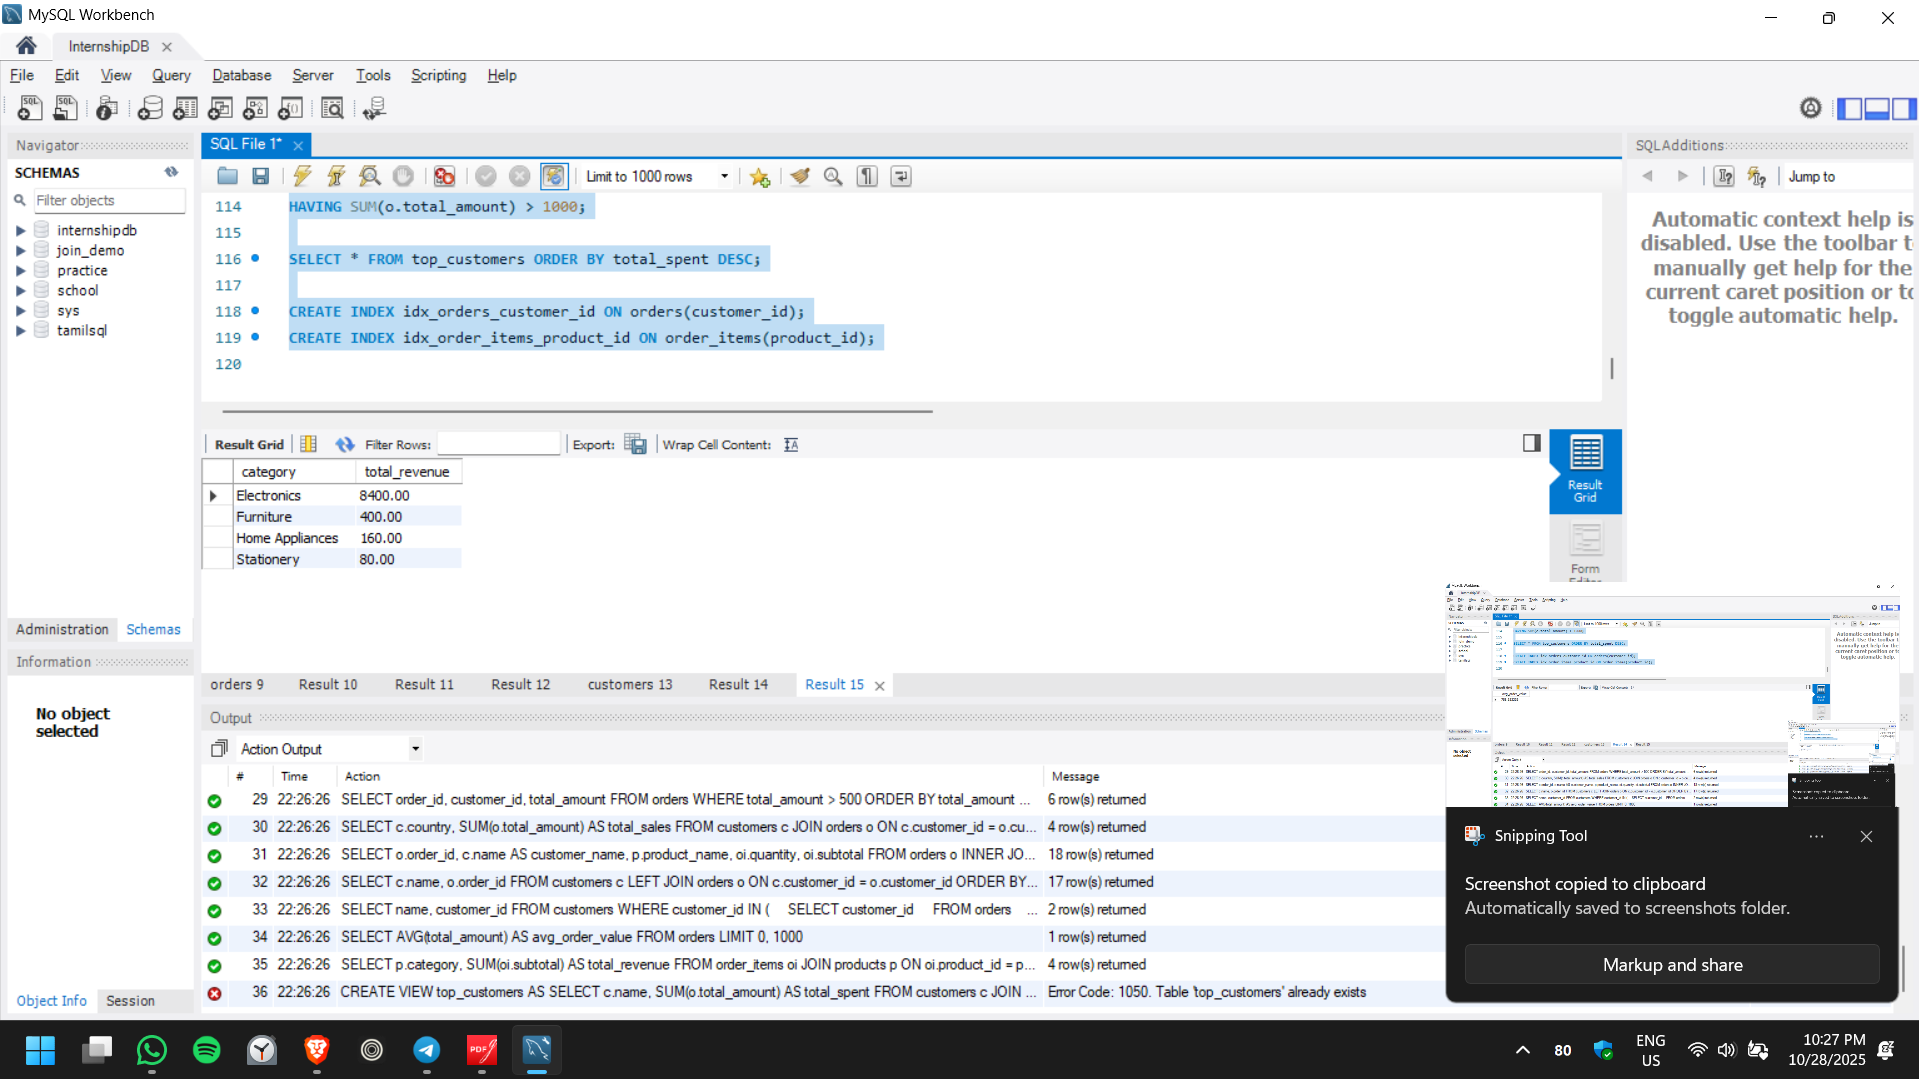 MySQL Workbench
InternshipDB
File Edit View Query Database Server Tools Scripting Help
Navigator
SCHEMAS
Filter objects
internshipdb
join_demo
practice
school
sys
tamilsql
Administration Schemas
Information
No object
selected
Object Info Session
SQL File 1*
Limit to 1000 rows
114 HAVING SUM(o.total_amount) > 1000;
115
116 SELECT * FROM top_customers ORDER BY total_spent DESC;
117
118 CREATE INDEX idx_orders_customer_id ON orders(customer_id);
119 CREATE INDEX idx_order_items_product_id ON order_items(product_id);
120
Result Grid Filter Rows: Export: Wrap Cell Content:
category total_revenue
Electronics 8400.00
Furniture 400.00
Home Appliances 160.00
Stationery 80.00
Result
Grid
Form
orders 9 Result 10 Result 11 Result 12 customers 13 Result 14 Result 15
Output
Action Output
# Time Action Message
29 22:26:26 SELECT order_id, customer_id, total_amount FROM orders WHERE total_amount > 500 ORDER BY total_amount ... 6 row(s) returned
30 22:26:26 SELECT c.country, SUM(o.total_amount) AS total_sales FROM customers c JOIN orders o ON c.customer_id = o.cu... 4 row(s) returned
31 22:26:26 SELECT o.order_id, c.name AS customer_name, p.product_name, oi.quantity, oi.subtotal FROM orders o INNER JO... 18 row(s) returned
32 22:26:26 SELECT c.name, o.order_id FROM customers c LEFT JOIN orders o ON c.customer_id = o.customer_id ORDER BY... 17 row(s) returned
33 22:26:26 SELECT name, customer_id FROM customers WHERE customer_id IN ( SELECT customer_id FROM orders ... 2 row(s) returned
34 22:26:26 SELECT AVG(total_amount) AS avg_order_value FROM orders LIMIT 0, 1000 1 row(s) returned
35 22:26:26 SELECT p.category, SUM(oi.subtotal) AS total_revenue FROM order_items oi JOIN products p ON oi.product_id = p... 4 row(s) returned
36 22:26:26 CREATE VIEW top_customers AS SELECT c.name, SUM(o.total_amount) AS total_spent FROM customers c JOIN ... Error Code: 1050. Table 'top_customers' already exists
SQLAdditions
Jump to
Automatic context help is
disabled. Use the toolbar t
manually get help for the
current caret position or to
toggle automatic help.
Snipping Tool
Screenshot copied to clipboard
Automatically saved to screenshots folder.
Markup and share
PDF
80
ENG
US
10:27 PM
10/28/2025